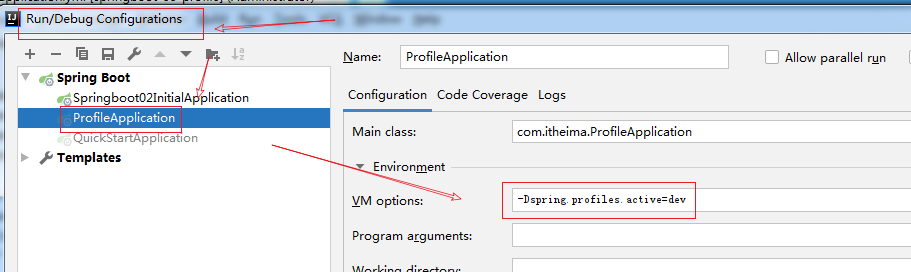 Run/Debug Configurations
Name: ProfileApplication Allow parallel run
Spring Boot
Springboot02InitialApplication
Configuration Code Coverage Logs
ProfileApplication
QuickStartApplication
Main class: com.itheima.ProfileApplication
Templates
Environment
VM options: -Dspring.profiles.active=dev
Program arguments:
Working directory: